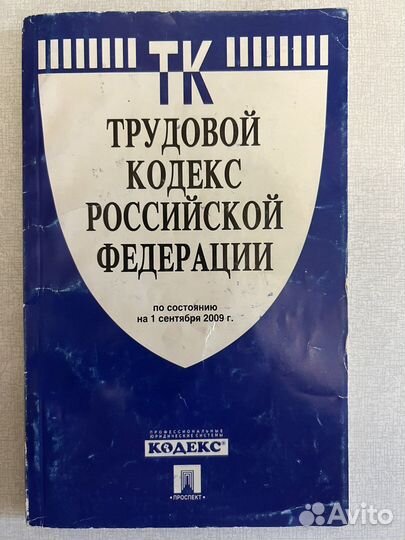 ТК
ТРУДОВОЙ
КОДЕКС
РОССИЙСКОЙ
ФЕДЕРАЦИИ
по состоянию
на 1 сентября 2009 г.
ПРОФЕССИОНАЛЬНЫЕ
ЮРИДИЧЕСКИЕ СИСТЕМЫ
КОДЕКС®
•ПРОСПЕКТ•
Avito